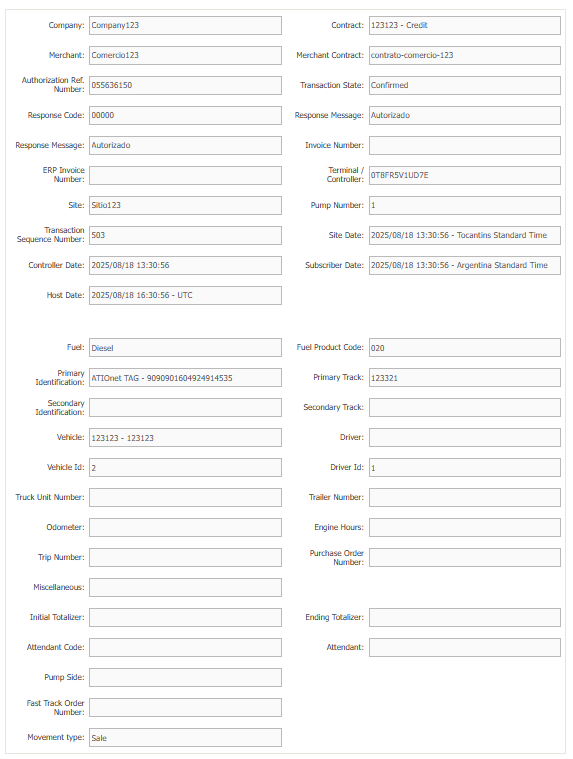 Company: Company123 Contract: 123123 - Credit
Merchant: Comercio123 Merchant Contract: contrato-comercio-123
Authorization Ref. Number: 055636150 Transaction State: Confirmed
Response Code: 00000 Response Message: Autorizado
Response Message: Autorizado Invoice Number:
ERP Invoice Number: Terminal / Controller: 0T8FR5V1UD7E
Site: Sitio123 Pump Number: 1
Transaction Sequence Number: 503 Site Date: 2025/08/18 13:30:56 - Tocantins Standard Time
Controller Date: 2025/08/18 13:30:56 Subscriber Date: 2025/08/18 13:30:56 - Argentina Standard Time
Host Date: 2025/08/18 16:30:56 - UTC
Fuel: Diesel Fuel Product Code: 020
Primary Identification: ATIOnet TAG - 9090901604924914535 Primary Track: 123321
Secondary Identification: Secondary Track:
Vehicle: 123123 - 123123 Driver:
Vehicle Id: 2 Driver Id: 1
Truck Unit Number: Trailer Number:
Odometer: Engine Hours:
Trip Number: Purchase Order Number:
Miscellaneous:
Initial Totalizer: Ending Totalizer:
Attendant Code: Attendant:
Pump Side:
Fast Track Order Number:
Movement type: Sale